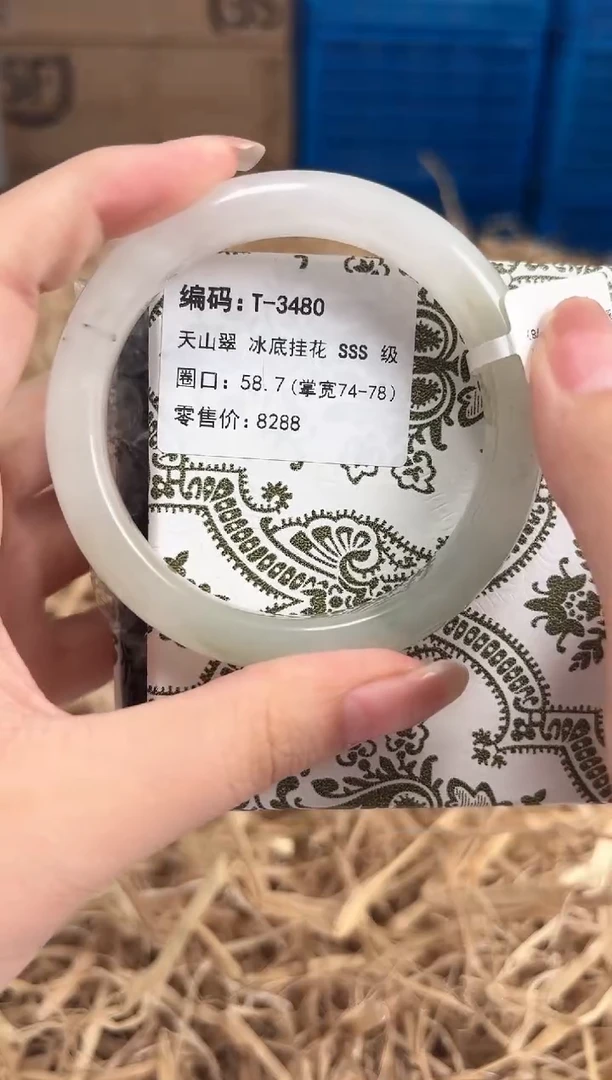 编码:T-3480
天山翠 冰底挂花 SSS 级
圈口: 58.7(掌宽74-78)
零售价:8288